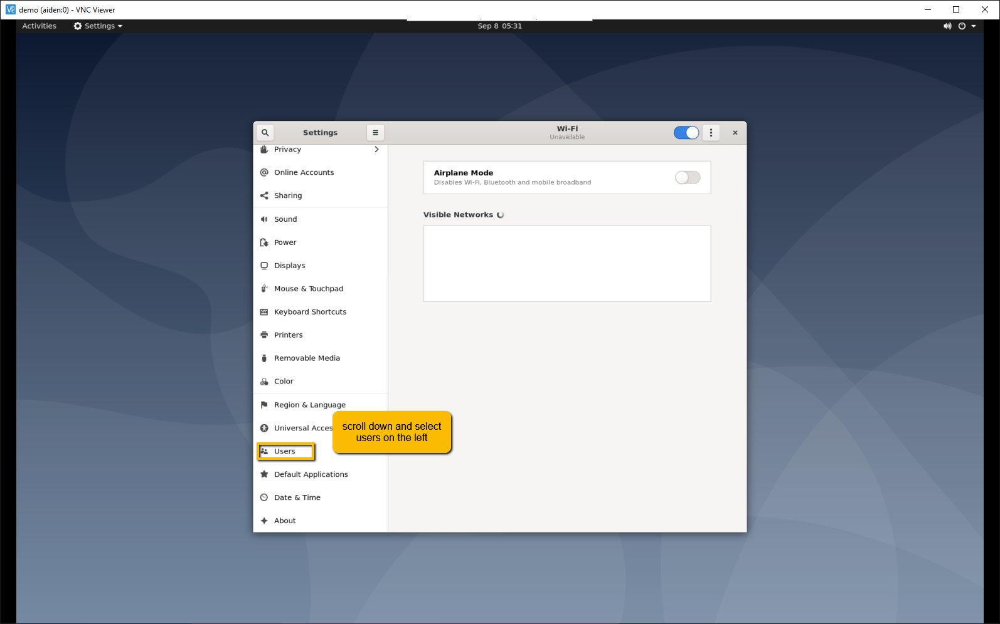 demo (aiden:0) - VNC Viewer
Activities
Settings
Sep 8 05:31
Settings
Wi-Fi
Unavailable
Privacy
Online Accounts
Sharing
Sound
Power
Displays
Mouse & Touchpad
Keyboard Shortcuts
Printers
Removable Media
Color
Region & Language
Universal Acces
Users
Default Applications
Date & Time
About
Airplane Mode
Disables Wi-Fi, Bluetooth and mobile broadband
Visible Networks
scroll down and select
users on the left